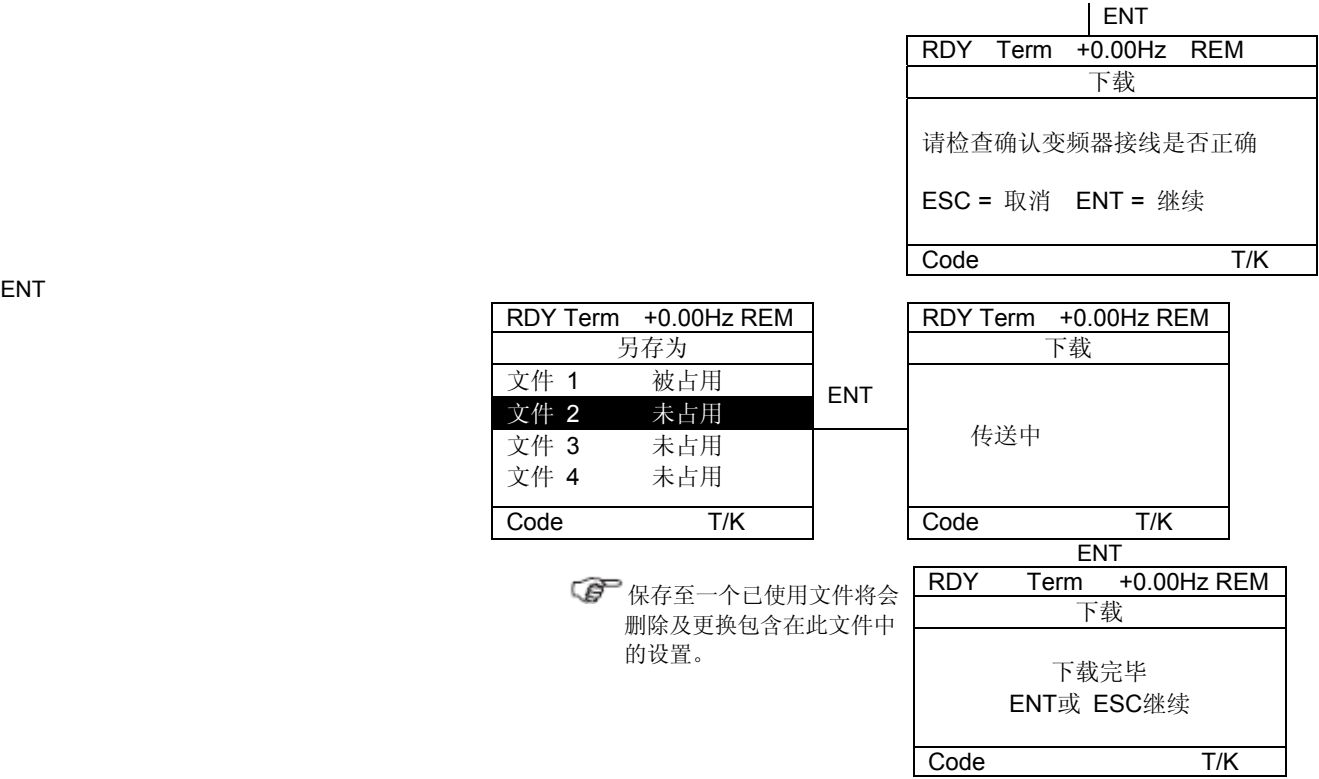 ENT
RDY Term +0.00Hz REM
下载
请检查确认变频器接线是否正确
ESC = 取消 ENT = 继续
Code T/K
ENT
RDY Term +0.00Hz REM
另存为
文件 1 被占用
文件 2 未占用
文件 3 未占用
文件 4 未占用
Code T/K
ENT
RDY Term +0.00Hz REM
下载
传送中
Code T/K
保存至一个已使用文件将会
删除及更换包含在此文件中
的设置。
ENT
RDY Term +0.00Hz REM
下载
下载完毕
ENT或 ESC继续
Code T/K